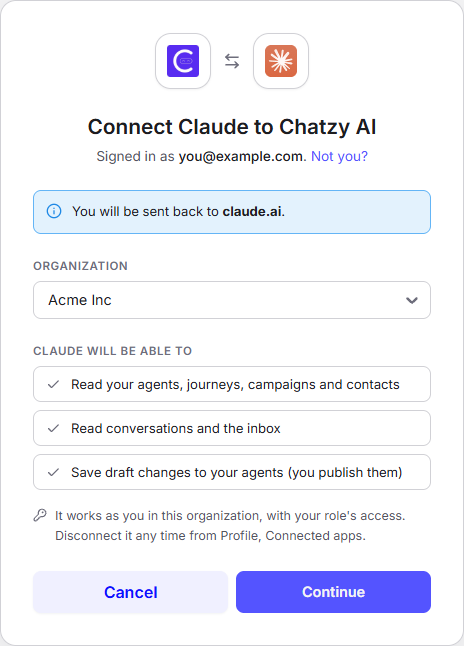 Connect Claude to Chatzy AI
Signed in as you@example.com. Not you?
You will be sent back to claude.ai.
ORGANIZATION
Acme Inc
CLAUDE WILL BE ABLE TO
Read your agents, journeys, campaigns and contacts
Read conversations and the inbox
Save draft changes to your agents (you publish them)
It works as you in this organization, with your role's access.
Disconnect it any time from Profile, Connected apps.
Cancel
Continue